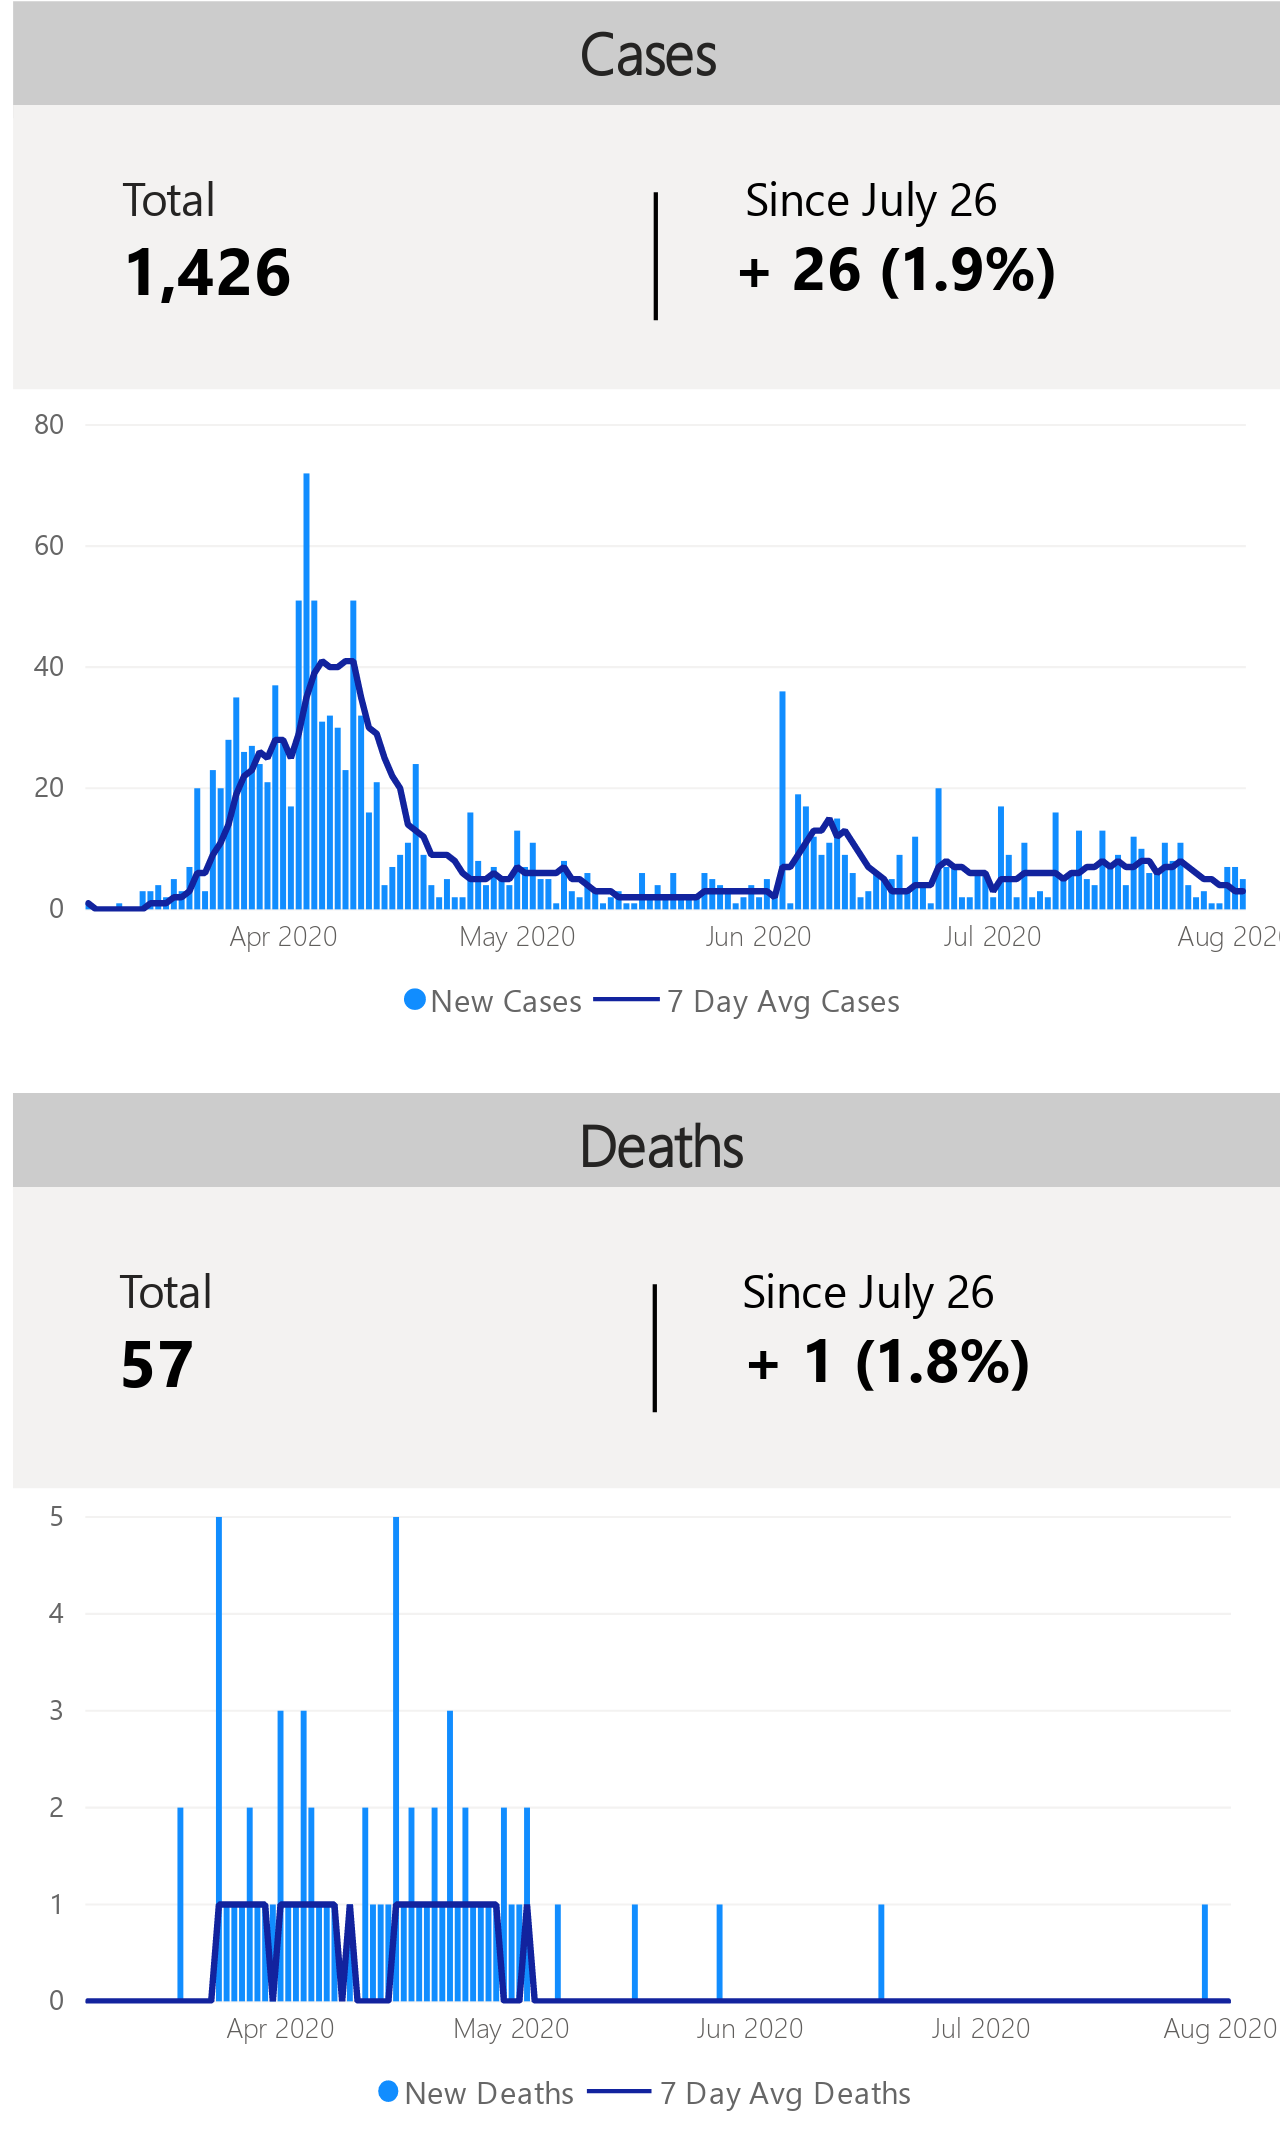 Cases
Total
Since July 26
1,426
+ 26 (1.9%)
80
60
40
20
0
Apr 2020
May 2020
Jun 2020
Jul 2020
Aug 202
New Cases
7 Day Avg Cases
Deaths
Total
Since July 26
57
+ 1 (1.8%)
5
4
3
2
1
0
Apr 2020
May 2020
Jun 2020
Jul 2020
Aug 2020
New Deaths
7 Day Avg Deaths